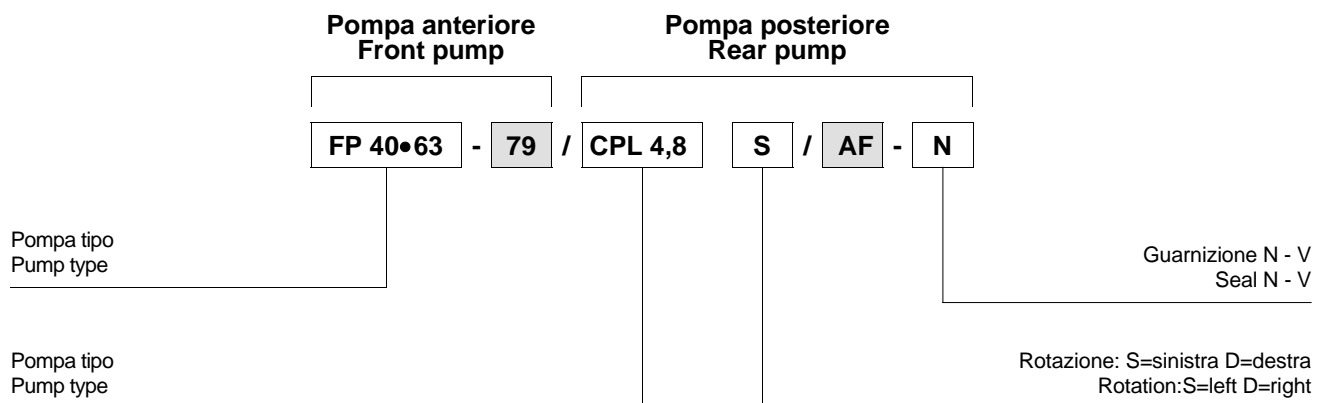 Pompa anteriore
Front pump
Pompa posteriore
Rear pump
FP 40•63 - 79 / CPL 4,8 S / AF - N
Pompa tipo
Pump type
Guarnizione N - V
Seal N - V
Pompa tipo
Pump type
Rotazione: S=sinistra D=destra
Rotation:S=left D=right